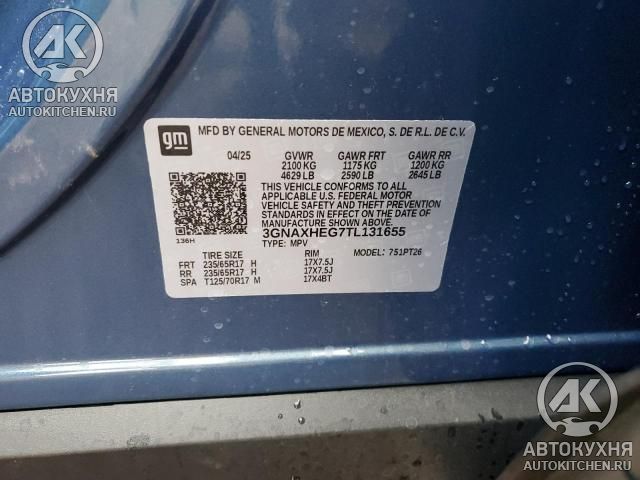 AK
АВТОКУХНЯ
AUTOKITCHEN.RU
gm
MFD BY GENERAL MOTORS DE MEXICO, S. DE R.L. DE C.V.
04/25 GVWR GAWR FRT GAWR RR
2100 KG 1175 KG 1200 KG
4629 LB 2590 LB 2645 LB
THIS VEHICLE CONFORMS TO ALL
APPLICABLE U.S. FEDERAL MOTOR
VEHICLE SAFETY AND THEFT PREVENTION
STANDARDS IN EFFECT ON THE DATE OF
MANUFACTURE SHOWN ABOVE.
3GNAXHEG7TL131655
136H TYPE: MPV MODEL: 751PT26
TIRE SIZE RIM
FRT 235/65R17 H 17X7.5J
RR 235/65R17 H 17X7.5J
SPA T125/70R17 M 17X4BT
AK
АВТОКУХНЯ
AUTOKITCHEN.RU